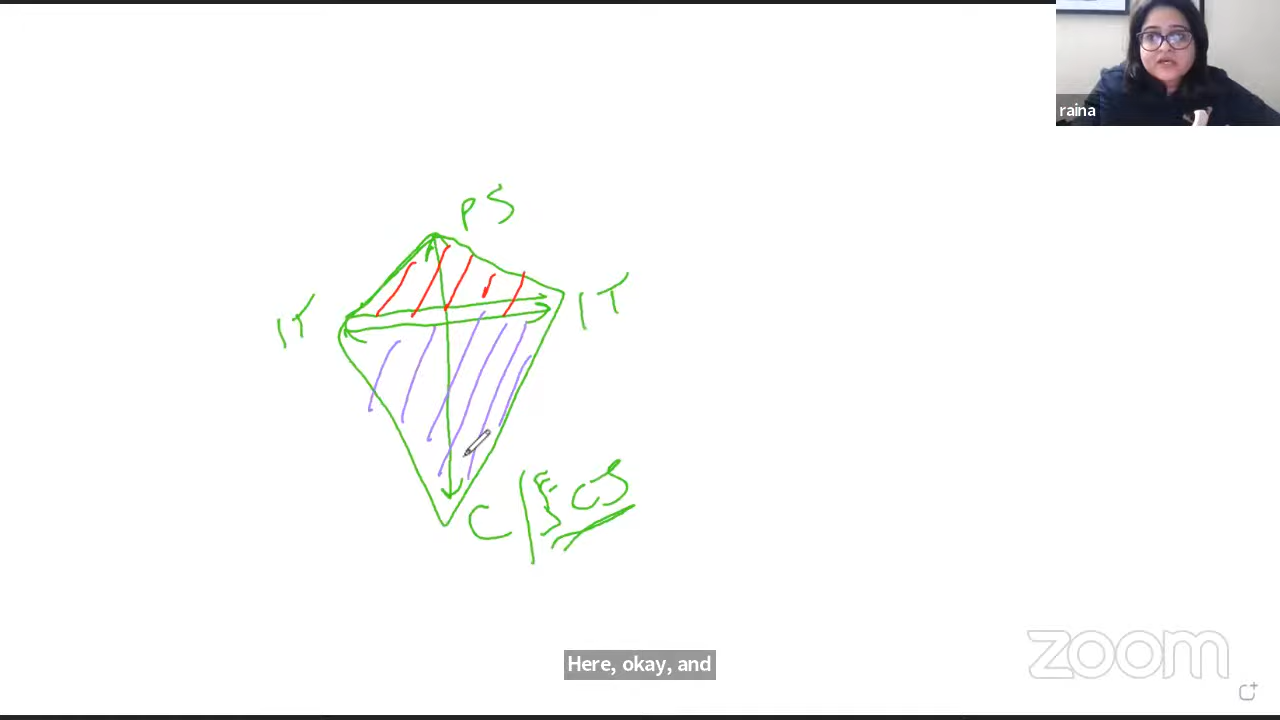 raina
PS
IT
IT
C/
CS
Here, okay, and
zoom